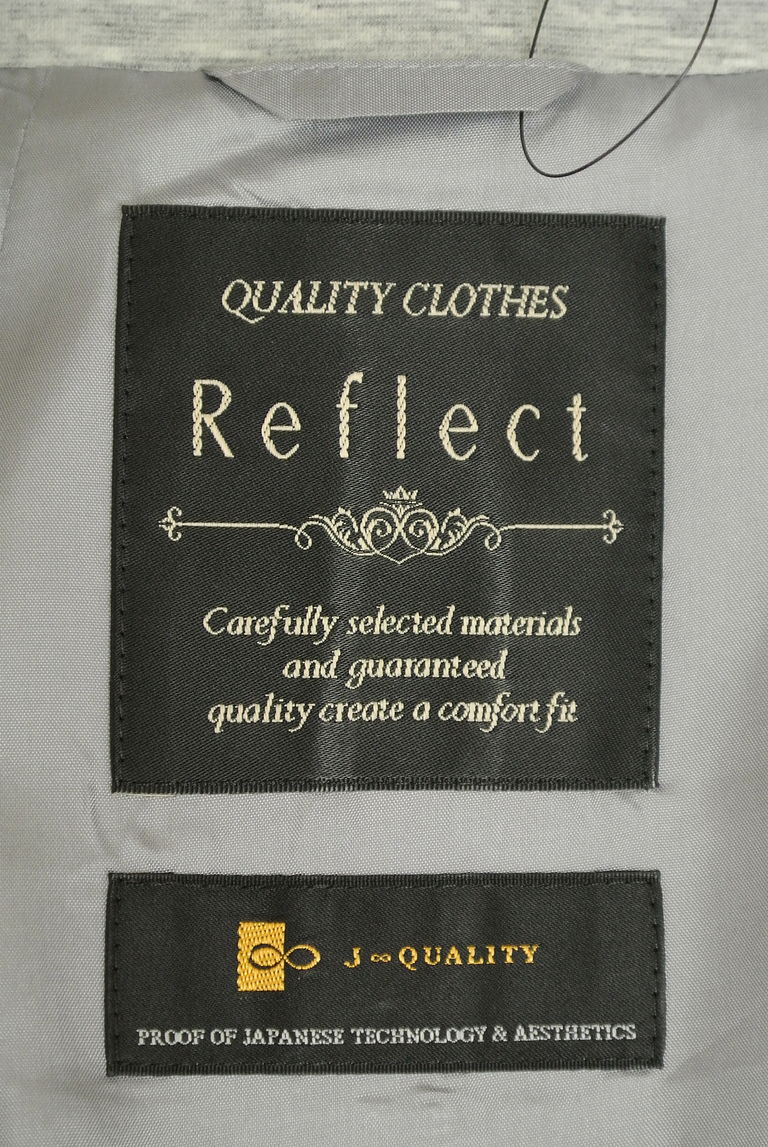 QUALITY CLOTHES
Reflect
Carefully selected materials
and guaranteed
quality create a comfort fit
J∞QUALITY
PROOF OF JAPANESE TECHNOLOGY & AESTHETICS